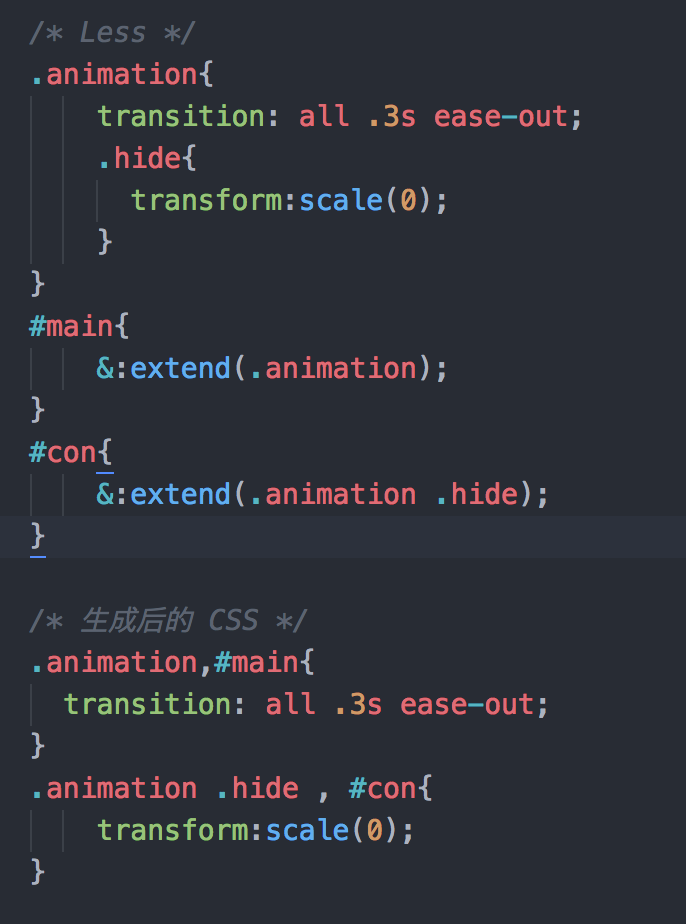 /* Less */
.animation{
    transition: all .3s ease-out;
    .hide{
      transform:scale(0);
    }
}
#main{
    &:extend(.animation);
}
#con{
    &:extend(.animation .hide);
}
/* 生成后的 CSS */
.animation,#main{
  transition: all .3s ease-out;
}
.animation .hide , #con{
    transform:scale(0);
}